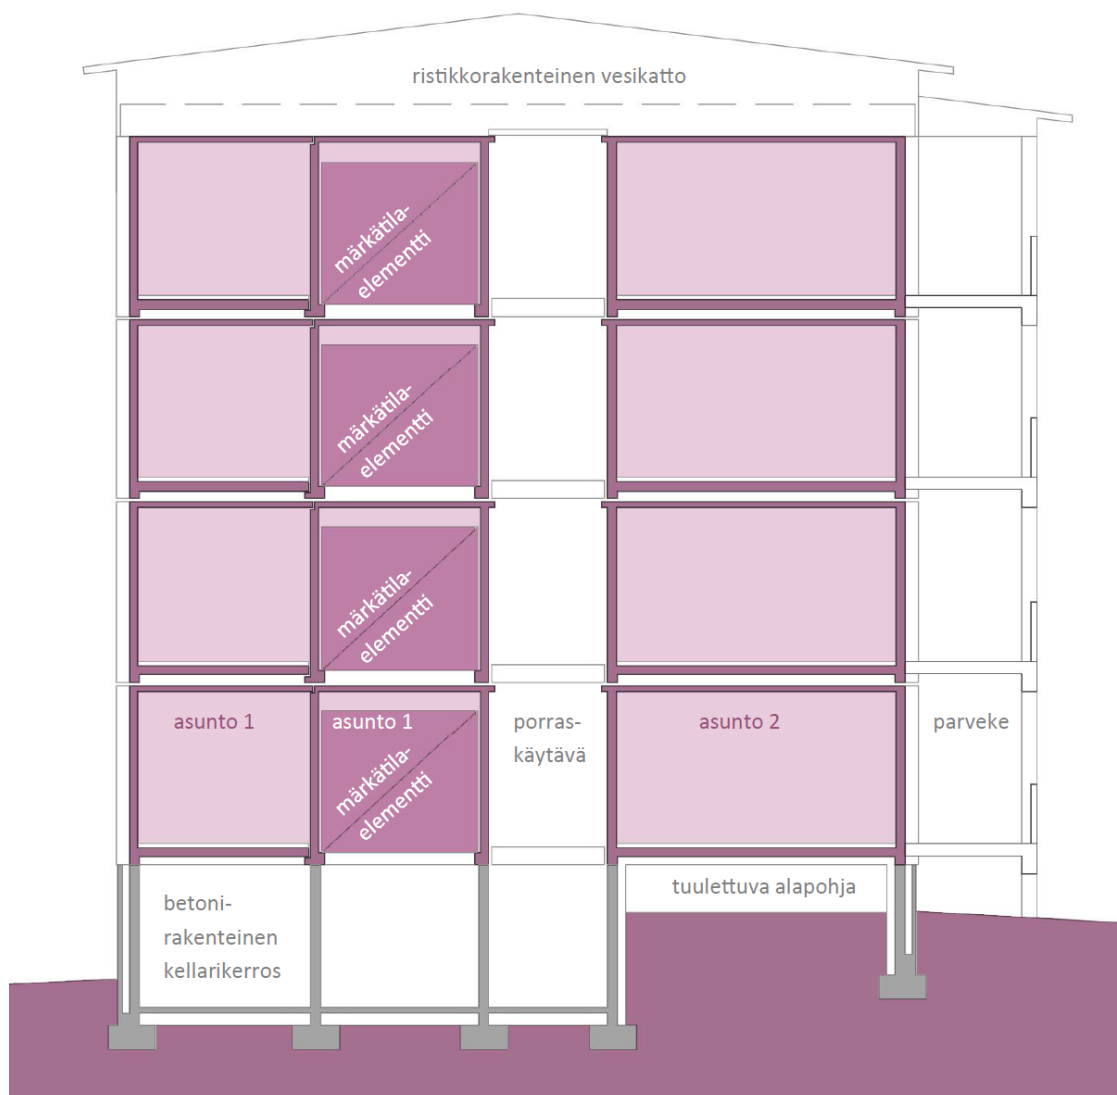 ristikkorakenteinen vesikatto
märkätila-
elementti
märkätila-
elementti
märkätila-
elementti
asunto 1
asunto 1
märkätila-
elementti
porras-
käytävä
asunto 2
parveke
betoni-
rakenteinen
kellarikerros
tuulettuva alapohja